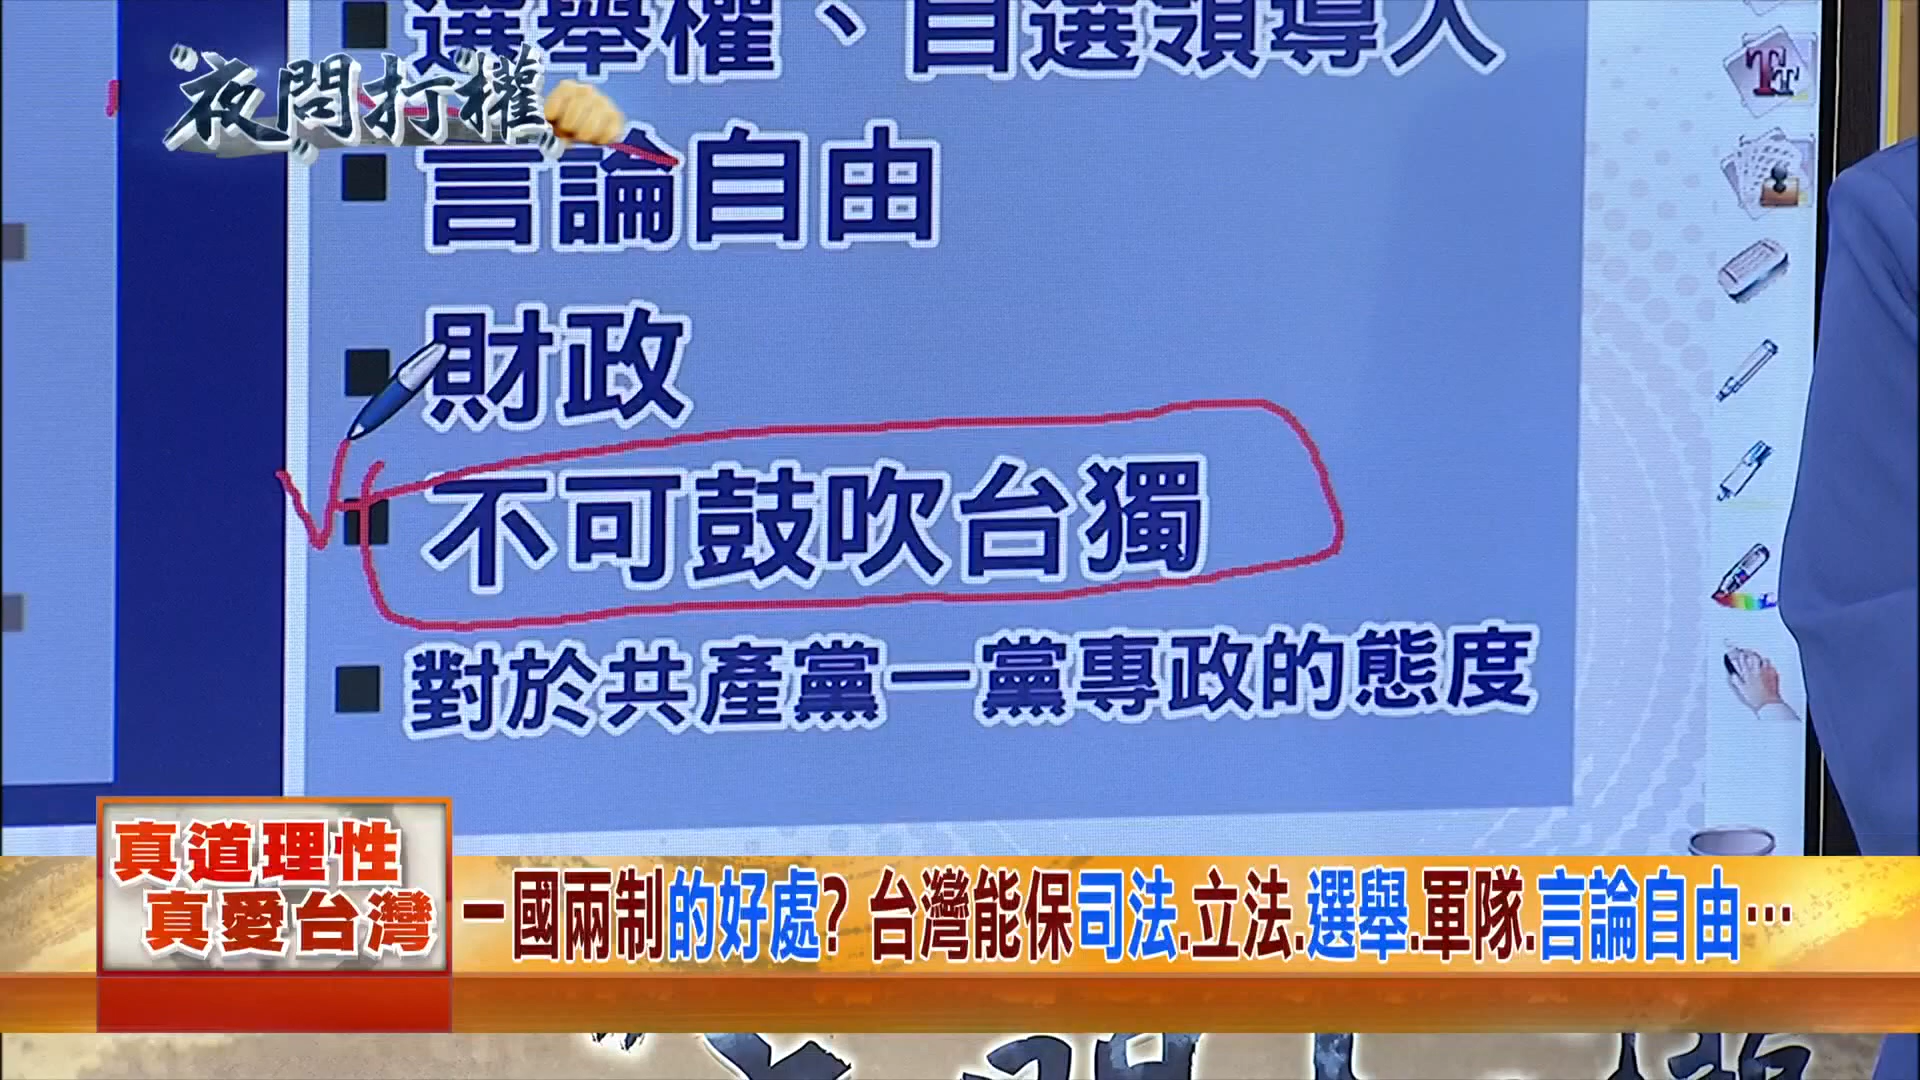 選舉權、自選領導人
"夜問打權"
言論自由
財政
不可鼓吹台獨
對於共產黨一黨專政的態度
真道理性
真愛台灣
一國兩制的好處? 台灣能保司法.立法.選舉.軍隊.言論自由…